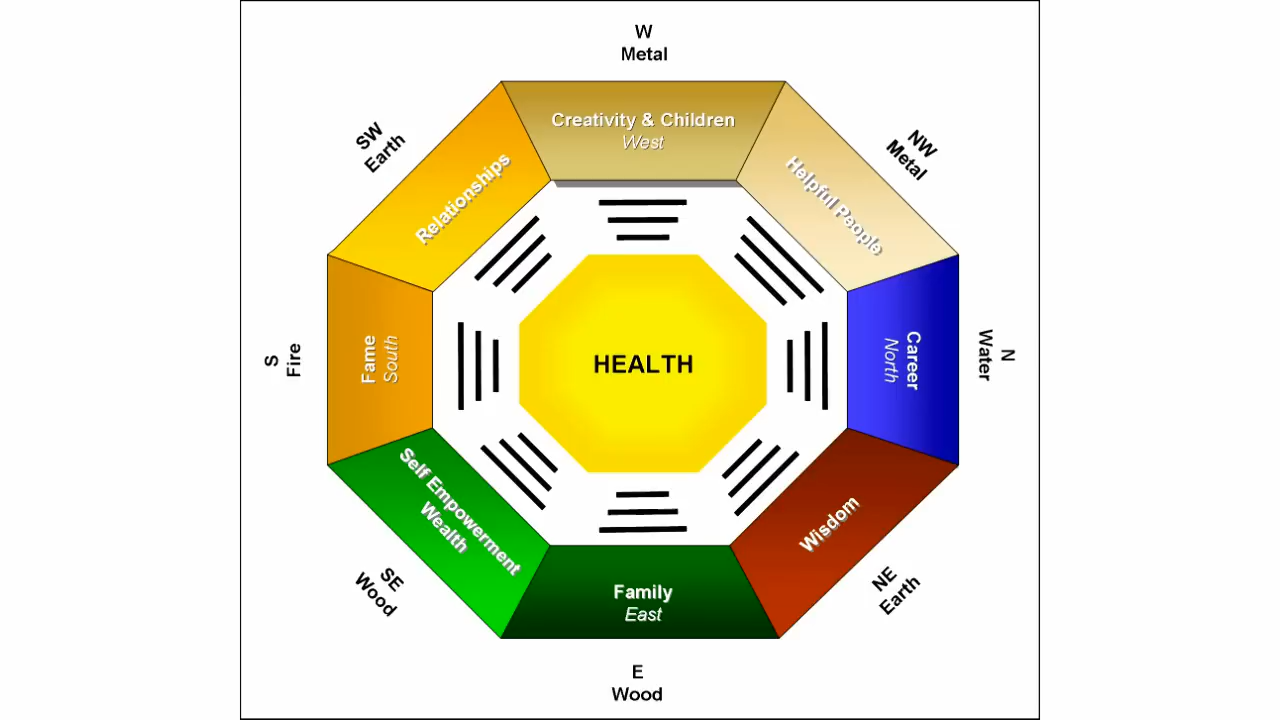 W
Metal
SW
Earth
NW
Metal
Creativity & Children
West
Relationships
Helpful People
S
Fire
Fame
South
HEALTH
Career
North
N
Water
Self Empowerment
Wealth
Wisdom
Family
East
SE
Wood
NE
Earth
E
Wood